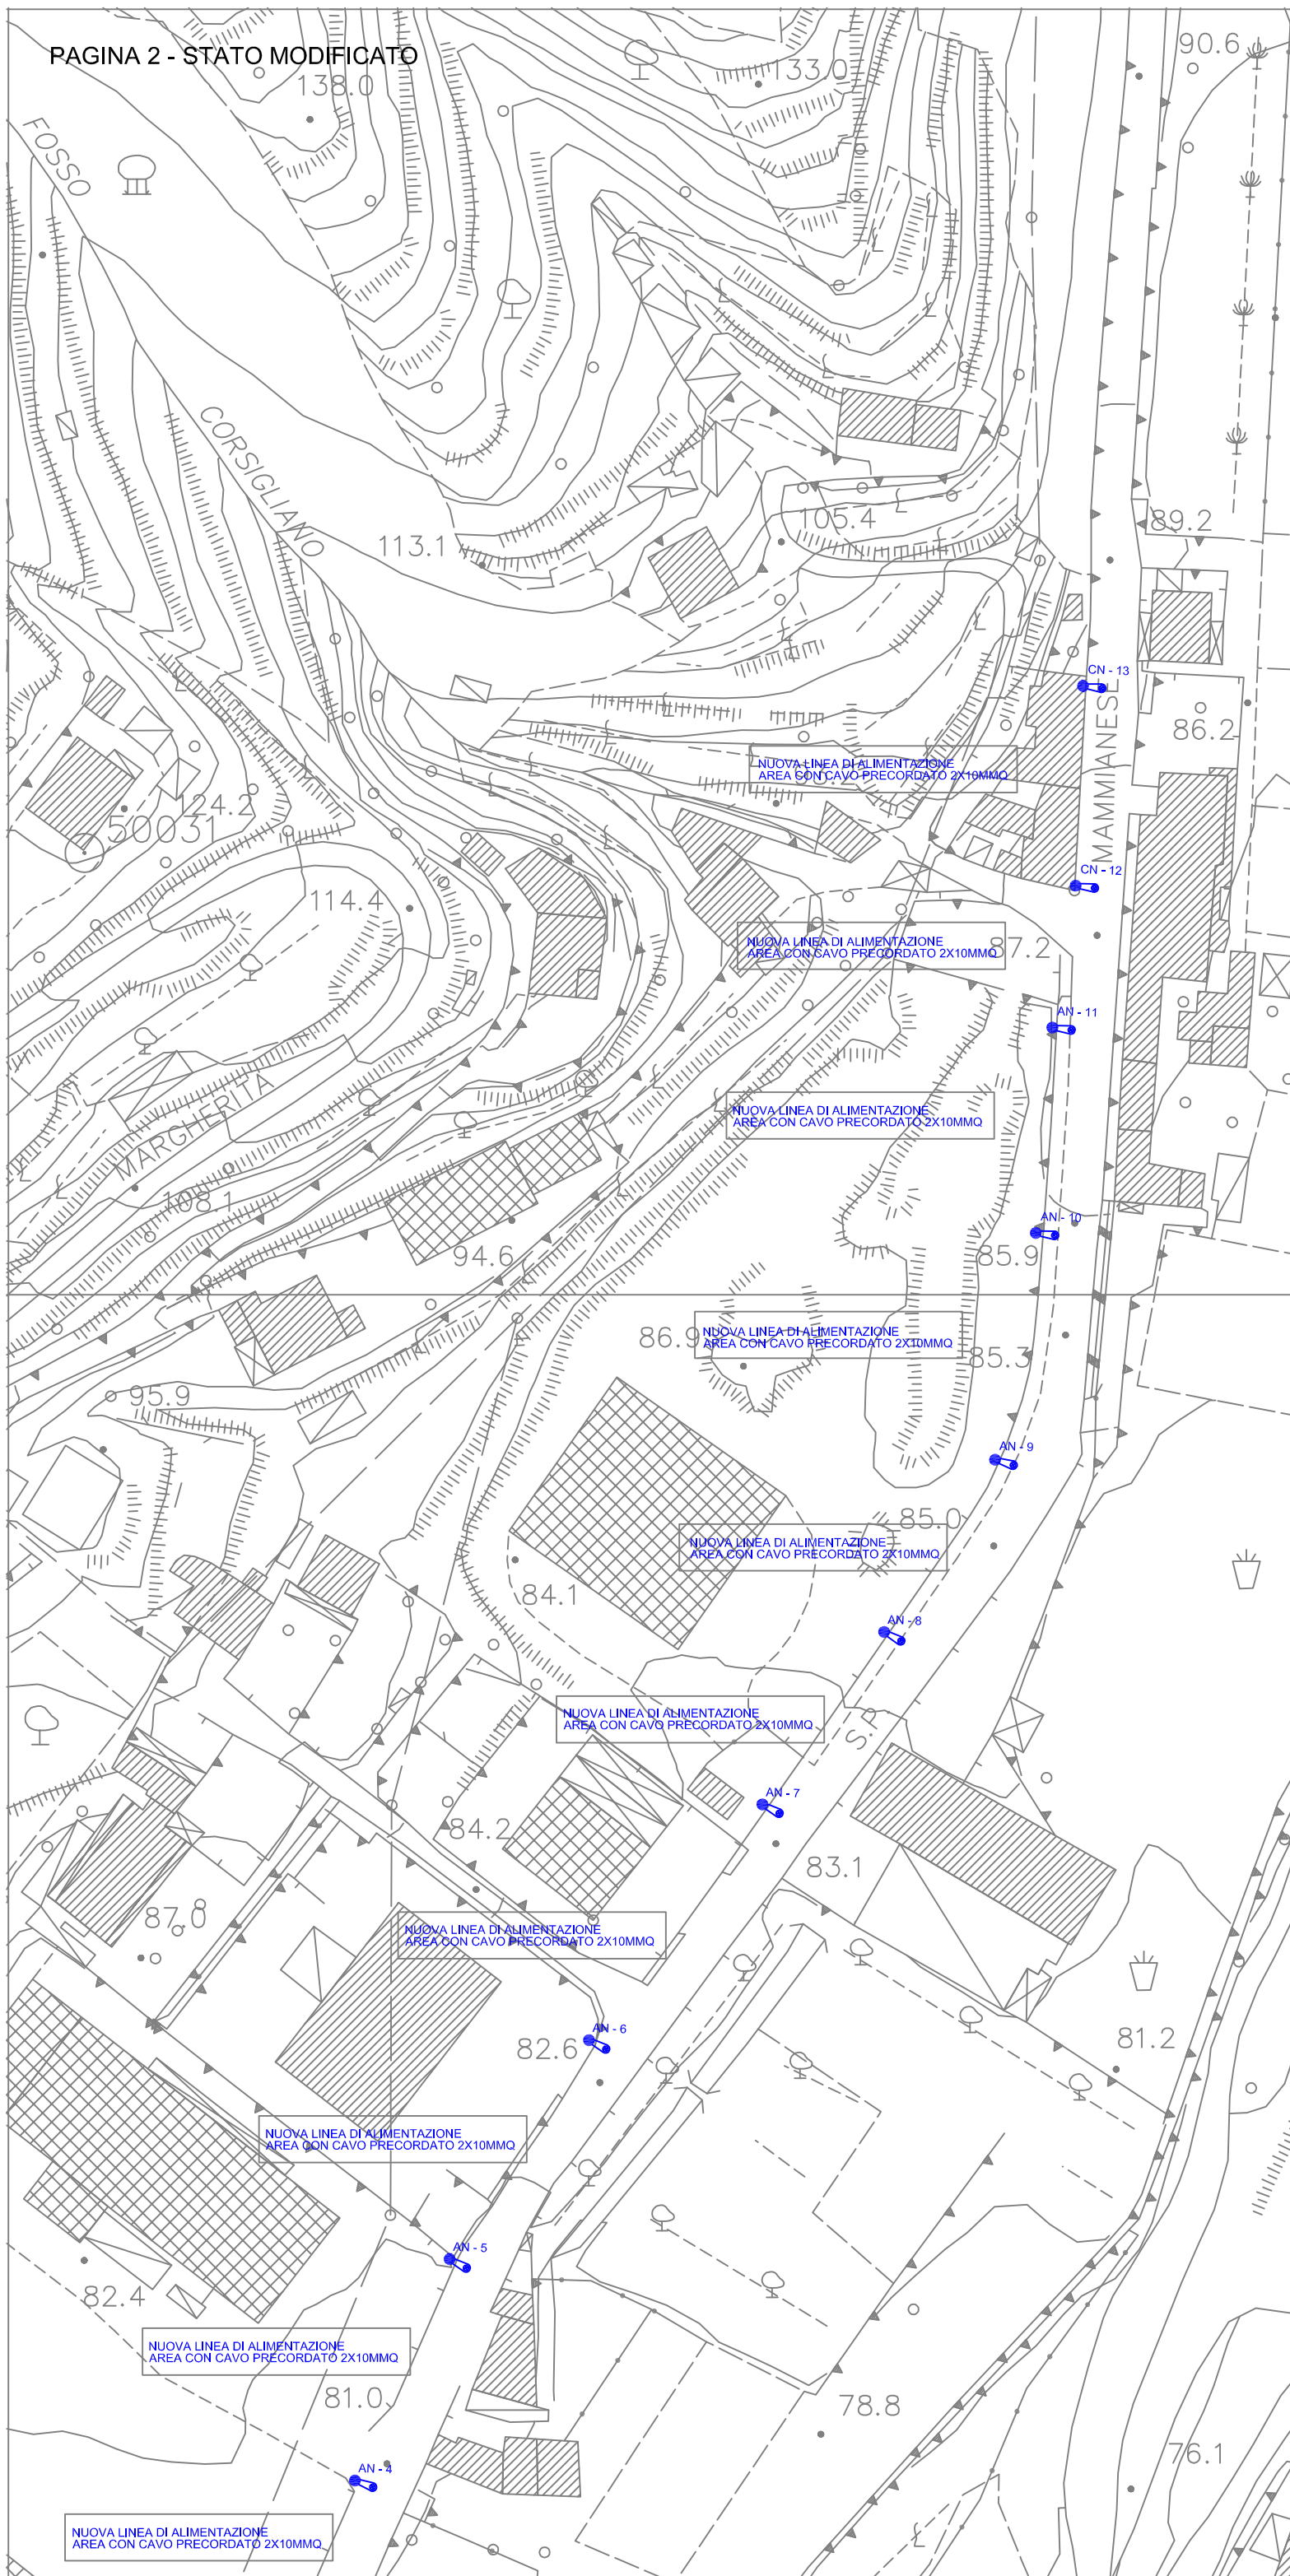 PAGINA 2 - STATO MODIFICATO
90.6
138.0
133.0
FOSSO
CORSIGLIANO
113.1
105.4
89.2
CN - 13
86.2
MAMMIANESE
NUOVA LINEA DI ALIMENTAZIONE
AREA CON CAVO PRECORDATO 2X10MMQ
124.2
50031
CN - 12
114.4
NUOVA LINEA DI ALIMENTAZIONE
AREA CON CAVO PRECORDATO 2X10MMQ
87.2
AN - 11
MARGHERITA
NUOVA LINEA DI ALIMENTAZIONE
AREA CON CAVO PRECORDATO 2X10MMQ
108.1
AN - 10
94.6
85.9
86.9
NUOVA LINEA DI ALIMENTAZIONE
AREA CON CAVO PRECORDATO 2X10MMQ
85.3
95.9
AN - 9
85.0
NUOVA LINEA DI ALIMENTAZIONE
AREA CON CAVO PRECORDATO 2X10MMQ
84.1
AN - 8
NUOVA LINEA DI ALIMENTAZIONE
AREA CON CAVO PRECORDATO 2X10MMQ
S.P.
AN - 7
84.2
83.1
87.0
NUOVA LINEA DI ALIMENTAZIONE
AREA CON CAVO PRECORDATO 2X10MMQ
AN - 6
82.6
81.2
NUOVA LINEA DI ALIMENTAZIONE
AREA CON CAVO PRECORDATO 2X10MMQ
AN - 5
82.4
NUOVA LINEA DI ALIMENTAZIONE
AREA CON CAVO PRECORDATO 2X10MMQ
81.0
78.8
76.1
AN - 4
NUOVA LINEA DI ALIMENTAZIONE
AREA CON CAVO PRECORDATO 2X10MMQ